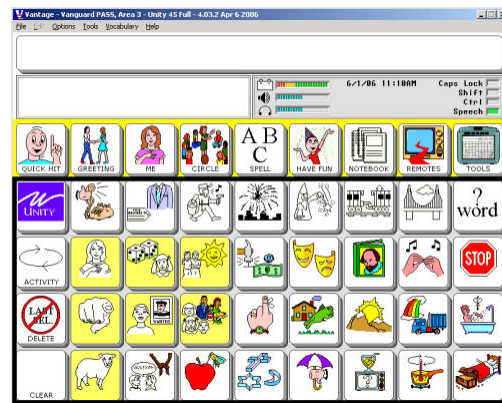 Vantage - Vanguard PASS, Area 3 - Unity 45 Full - 4.03.2 Apr 6 2006
File Edit Options Tools Vocabulary Help
6/1/06 11:10AM
Caps Lock
Shift
Ctrl
Speech
QUICK HIT GREETING ME CIRCLE A B C SPELL HAVE FUN NOTEBOOK REMOTES TOOLS
UNITY ? word
ACTIVITY STOP
LAST SEL. DELETE WANTED
CLEAR ?